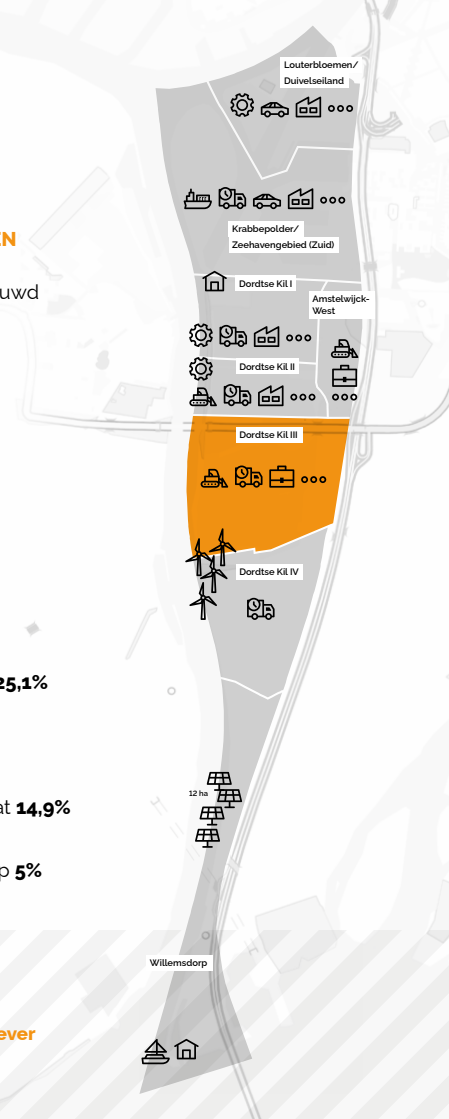 Louterbloemen/
Duivelseiland
EN
Krabbepolder/
Zeehavengebied (Zuid)
uwd
Dordtse Kil I
Amstelwijck-
West
Dordtse Kil II
Dordtse Kil III
Dordtse Kil IV
25,1%
12 ha
at 14,9%
p 5%
Willemsdorp
ever